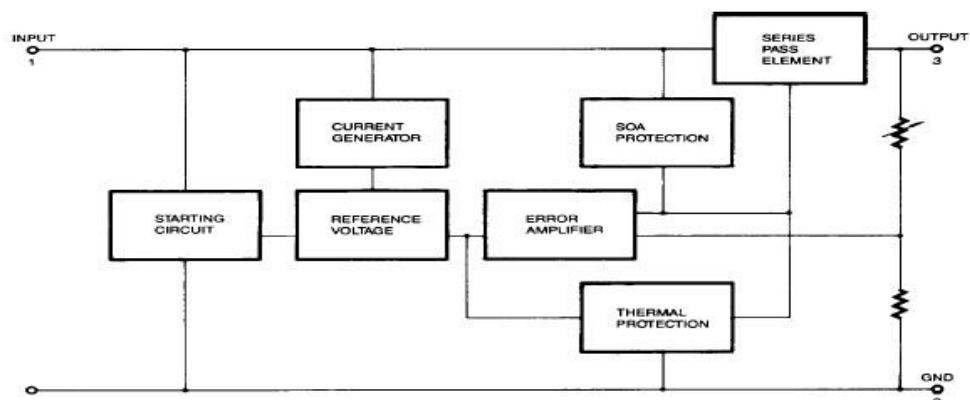 INPUT
1
SERIES
PASS
ELEMENT
OUTPUT
3
CURRENT
GENERATOR
SOA
PROTECTION
STARTING
CIRCUIT
REFERENCE
VOLTAGE
ERROR
AMPLIFIER
THERMAL
PROTECTION
GND